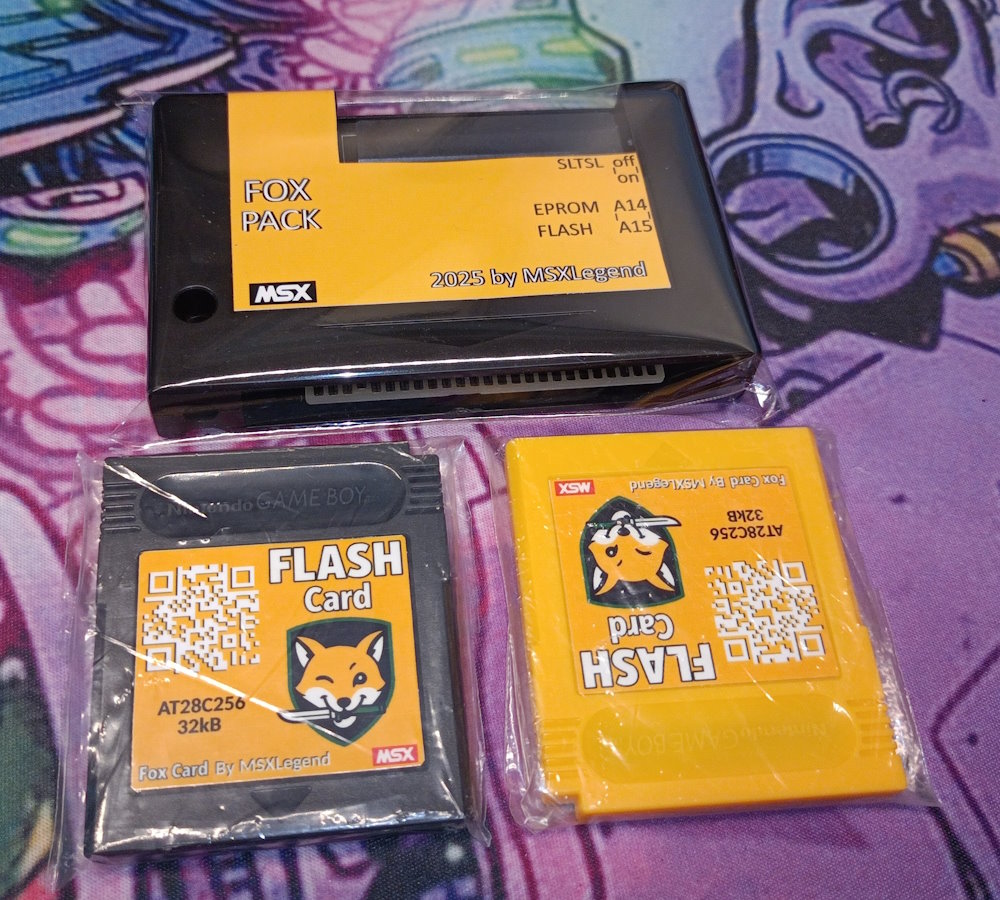 FOX
PACK
SLTSL off
on
EPROM A14
FLASH A15
2025 by MSXLegend
MSX
Nintendo GAME BOY
FLASH
Card
AT28C256
32kB
Fox Card By MSXLegend
MSX
Nintendo GAME BOY
FLASH
Card
AT28C256
32kB
Fox Card By MSXLegend
MSX